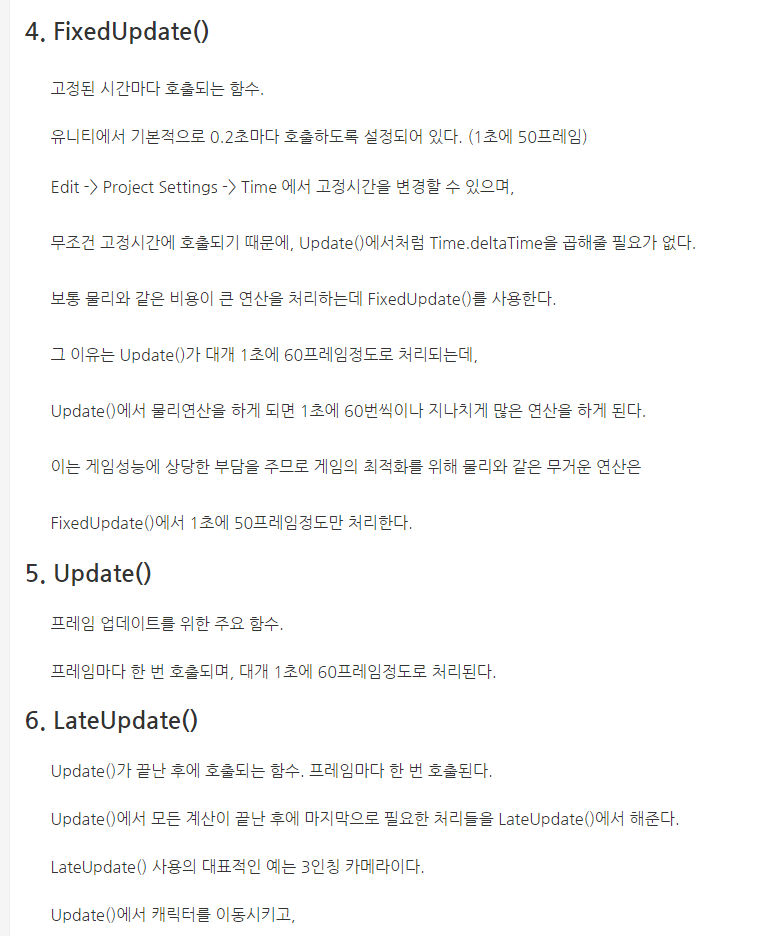 4. FixedUpdate()
고정된 시간마다 호출되는 함수.
유니티에서 기본적으로 0.2초마다 호출하도록 설정되어 있다. (1초에 50프레임)
Edit -> Project Settings -> Time 에서 고정시간을 변경할 수 있으며,
무조건 고정시간에 호출되기 때문에, Update()에서처럼 Time.deltaTime을 곱해줄 필요가 없다.
보통 물리와 같은 비용이 큰 연산을 처리하는데 FixedUpdate()를 사용한다.
그 이유는 Update()가 대개 1초에 60프레임정도로 처리되는데,
Update()에서 물리연산을 하게 되면 1초에 60번씩이나 지나치게 많은 연산을 하게 된다.
이는 게임성능에 상당한 부담을 주므로 게임의 최적화를 위해 물리와 같은 무거운 연산은
FixedUpdate()에서 1초에 50프레임정도만 처리한다.
5. Update()
프레임 업데이트를 위한 주요 함수.
프레임마다 한 번 호출되며, 대개 1초에 60프레임정도로 처리된다.
6. LateUpdate()
Update()가 끝난 후에 호출되는 함수. 프레임마다 한 번 호출된다.
Update()에서 모든 계산이 끝난 후에 마지막으로 필요한 처리들을 LateUpdate()에서 해준다.
LateUpdate() 사용의 대표적인 예는 3인칭 카메라이다.
Update()에서 캐릭터를 이동시키고,